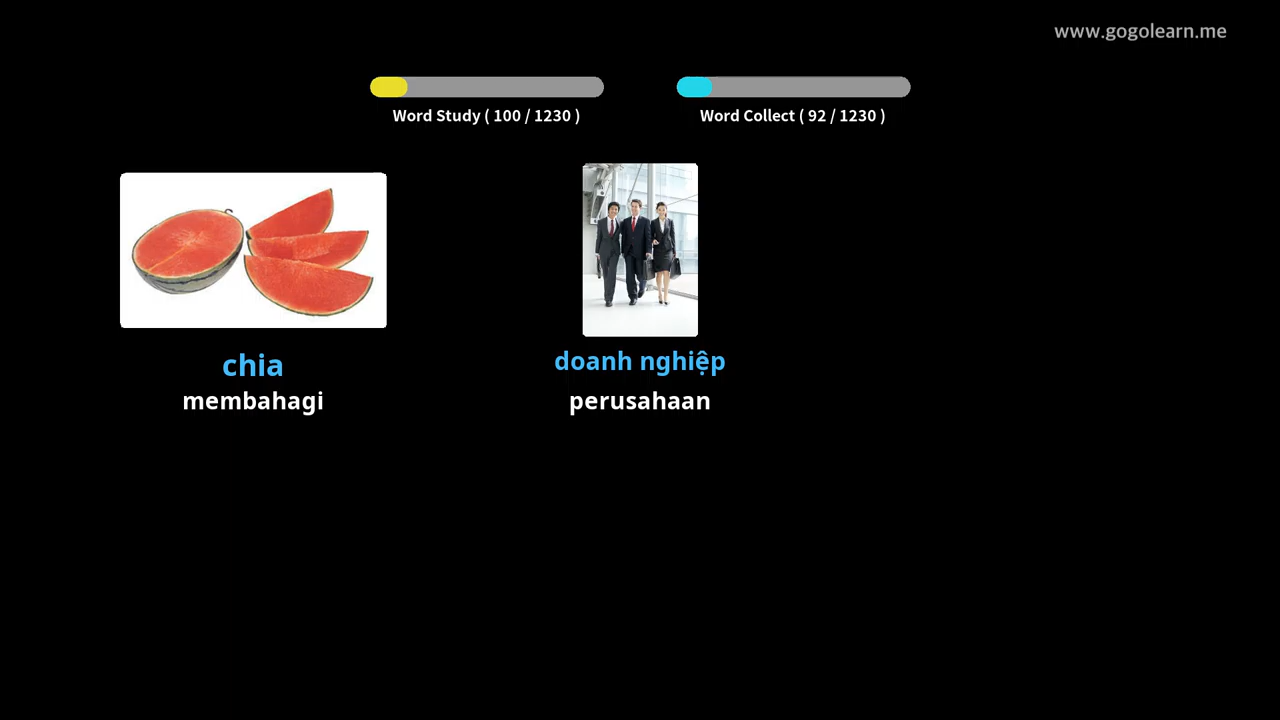 www.gogolearn.me
Word Study ( 100 / 1230 )
Word Collect ( 92 / 1230 )
chia
membahagi
doanh nghiệp
perusahaan